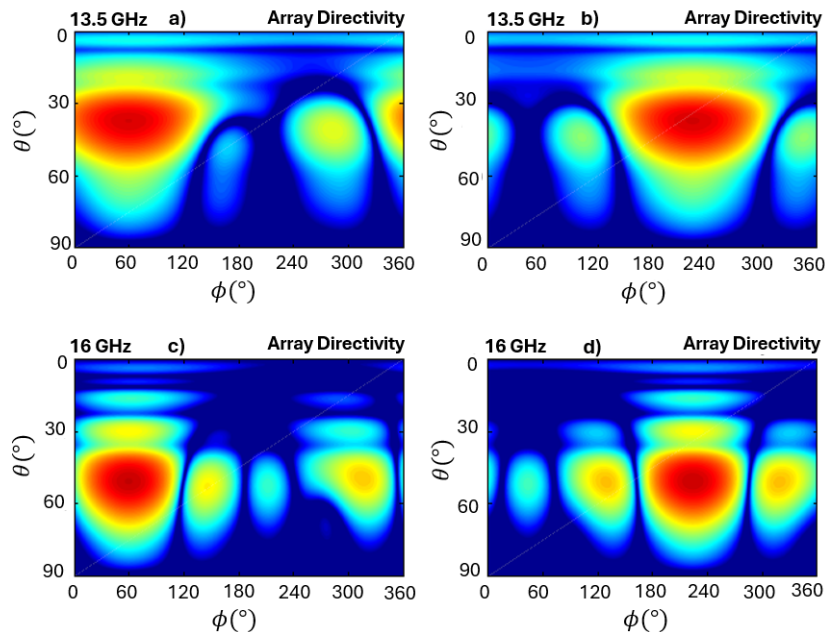 13.5 GHz a) Array Directivity
0
30
60
90
θ(°)
0 60 120 180 240 300 360
ϕ(°)
13.5 GHz b) Array Directivity
0
30
60
90
θ(°)
0 60 120 180 240 300 360
ϕ(°)
16 GHz c) Array Directivity
0
30
60
90
θ(°)
0 60 120 180 240 300 360
ϕ(°)
16 GHz d) Array Directivity
0
30
60
90
θ(°)
0 60 120 180 240 300 360
ϕ(°)